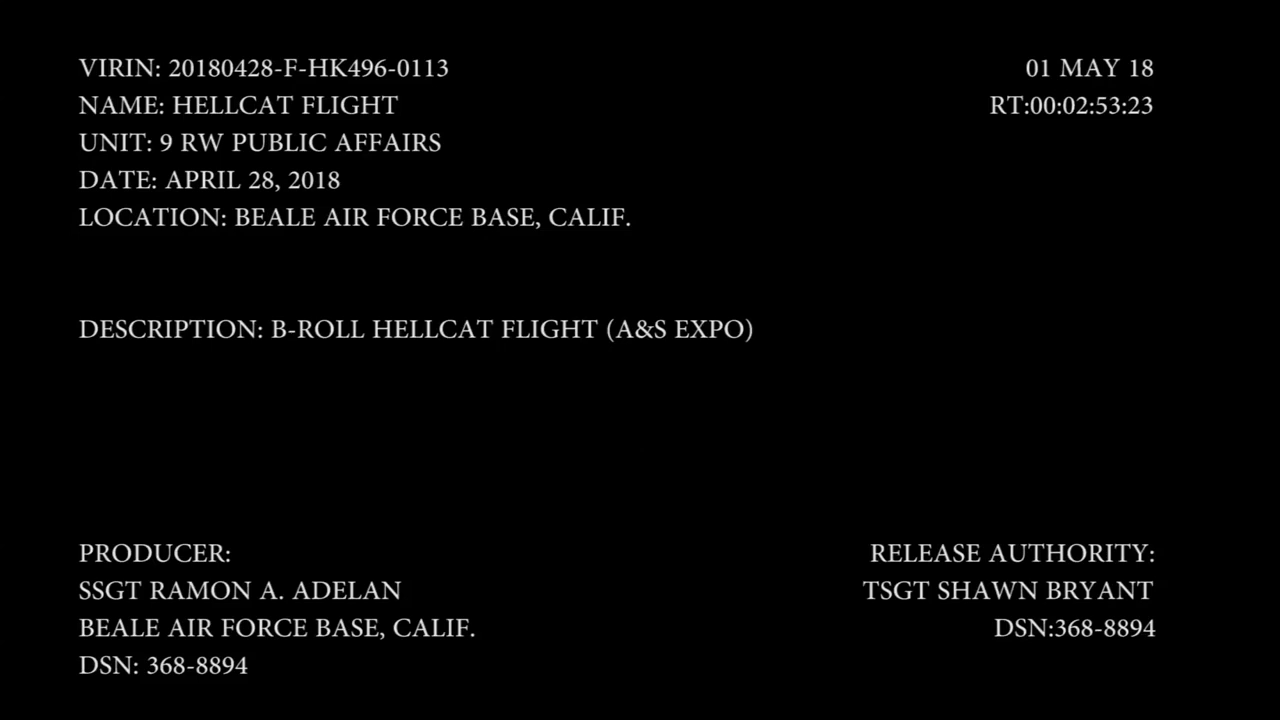 VIRIN: 20180428-F-HK496-0113
01 MAY 18
NAME: HELLCAT FLIGHT
RT:00:02:53:23
UNIT: 9 RW PUBLIC AFFAIRS
DATE: APRIL 28, 2018
LOCATION: BEALE AIR FORCE BASE, CALIF.
DESCRIPTION: B-ROLL HELLCAT FLIGHT (A&S EXPO)
PRODUCER:
SSGT RAMON A. ADELAN
BEALE AIR FORCE BASE, CALIF.
DSN: 368-8894
RELEASE AUTHORITY:
TSGT SHAWN BRYANT
DSN:368-8894